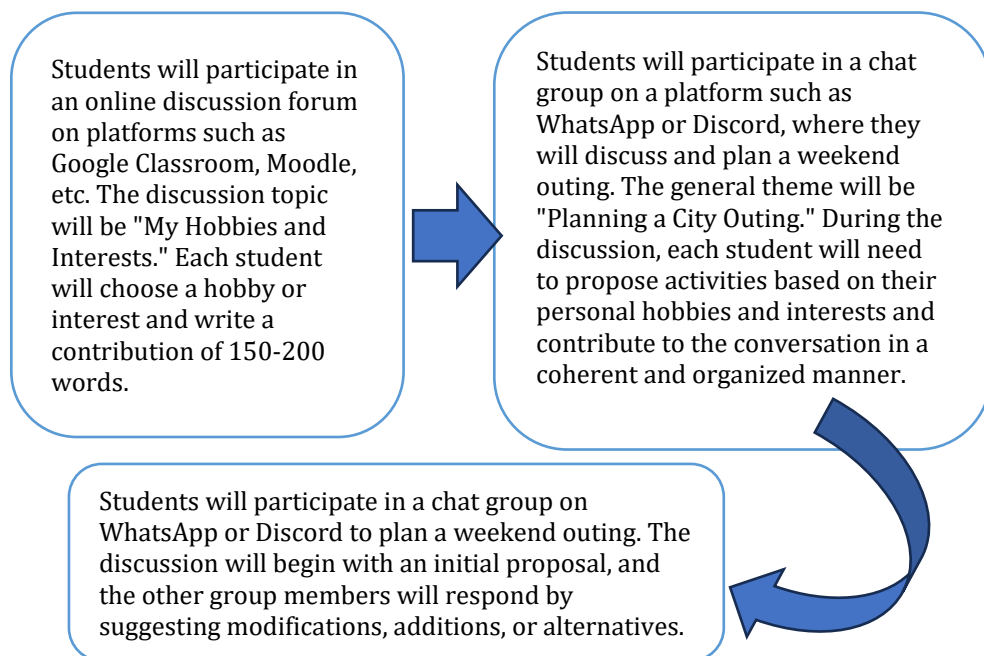 Students will participate in
an online discussion forum
on platforms such as
Google Classroom, Moodle,
etc. The discussion topic
will be "My Hobbies and
Interests." Each student
will choose a hobby or
interest and write a
contribution of 150-200
words.
Students will participate in a chat
group on a platform such as
WhatsApp or Discord, where they
will discuss and plan a weekend
outing. The general theme will be
"Planning a City Outing." During the
discussion, each student will need
to propose activities based on their
personal hobbies and interests and
contribute to the conversation in a
coherent and organized manner.
Students will participate in a chat group on
WhatsApp or Discord to plan a weekend outing. The
discussion will begin with an initial proposal, and
the other group members will respond by
suggesting modifications, additions, or alternatives.